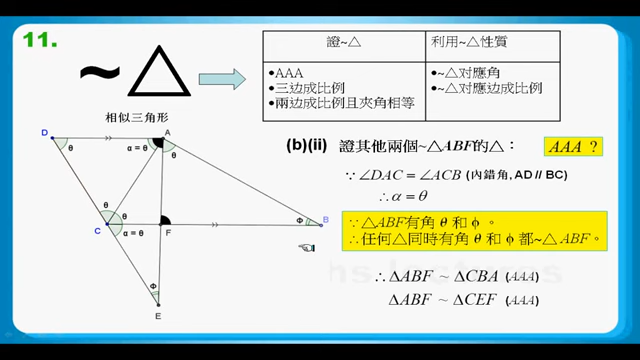 11.
~△
相似三角形
證~△
利用~△性質
•AAA
•三边成比例
•兩边成比例且夾角相等
•~△对應角
•~△对應边成比例
(b)(ii) 證其他兩個~△ABF的△：
AAA ?
∵ ∠DAC = ∠ACB (內錯角, AD // BC)
∴ α = θ
∵ △ABF有角 θ 和 ϕ 。
∴任何△同時有角 θ 和 ϕ 都~△ ABF。
∴ ΔABF ~ ΔCBA (AAA)
ΔABF ~ ΔCEF (AAA)
D
A
θ
α = θ
θ
θ
θ
C
α = θ
F
Φ
B
Φ
E